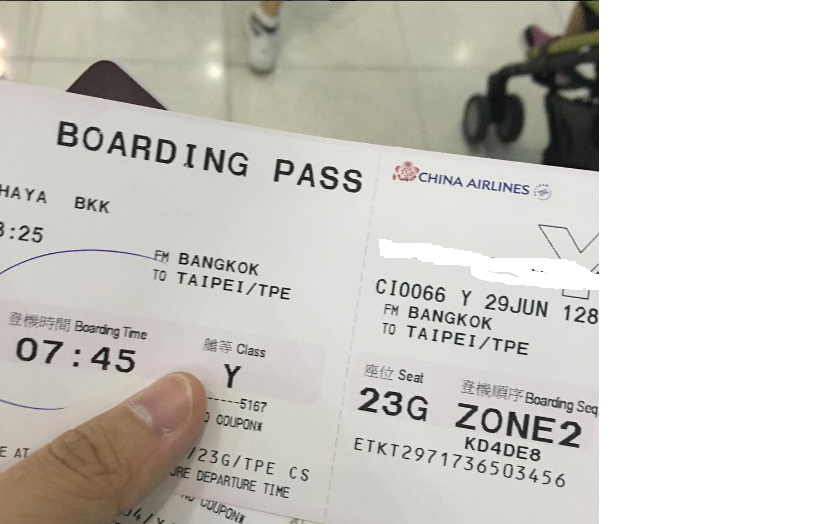 BOARDING PASS
CHINA AIRLINES
HAYA BKK
:25
FM BANGKOK
TO TAIPEI/TPE
登機時間 Boarding Time
07:45
艙等 Class
Y
-----5167
COUPON*
/23G/TPE CS
DEPARTURE TIME
COUPON*
Y
CI0066 Y 29JUN 128
FM BANGKOK
TO TAIPEI/TPE
座位 Seat
23G
登機順序 Boarding Seq
ZONE2
KD4DE8
ETKT2971736503456